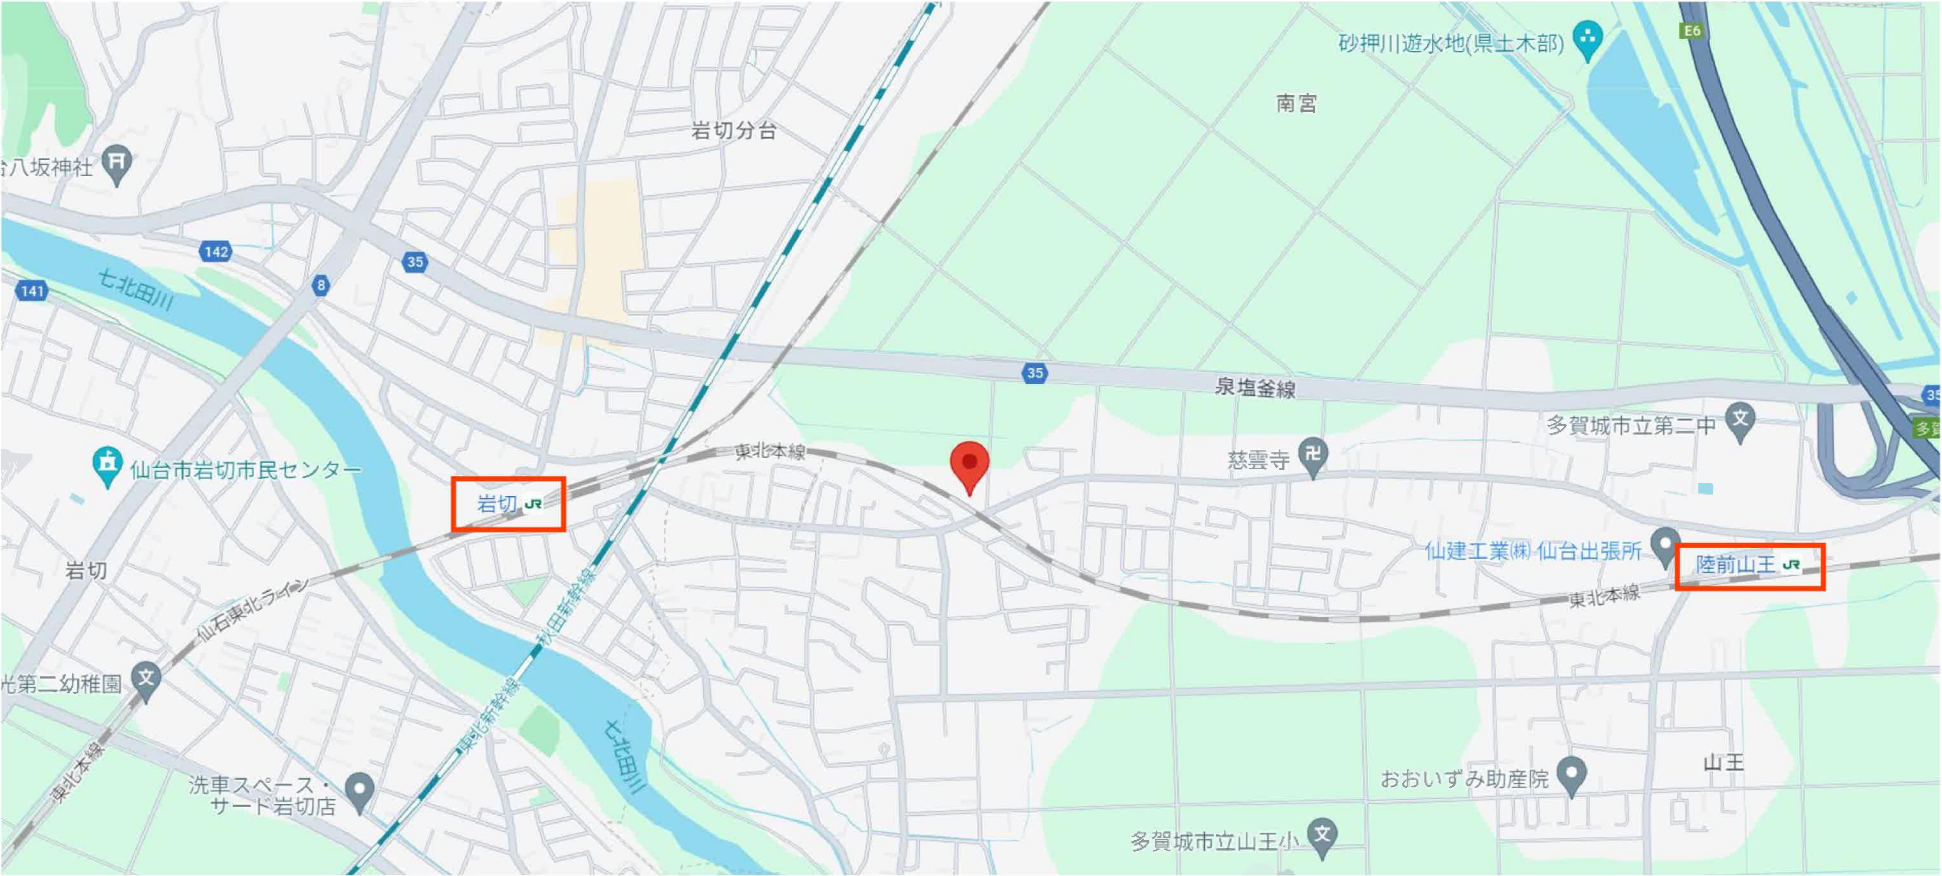 砂押川遊水地(県土木部)
E6
南宮
岩切分台
台八坂神社
142
35
8
141
七北田川
35
泉塩釜線
35
多賀城市立第二中
東北本線
慈雲寺
仙台市岩切市民センター
岩切 JR
仙建工業㈱ 仙台出張所
陸前山王 JR
岩切
東北本線
仙石東北ライン
秋田新幹線
光第二幼稚園
東北新幹線
七北田川
東北本線
洗車スペース・
サード岩切店
山王
おおいずみ助産院
多賀城市立山王小